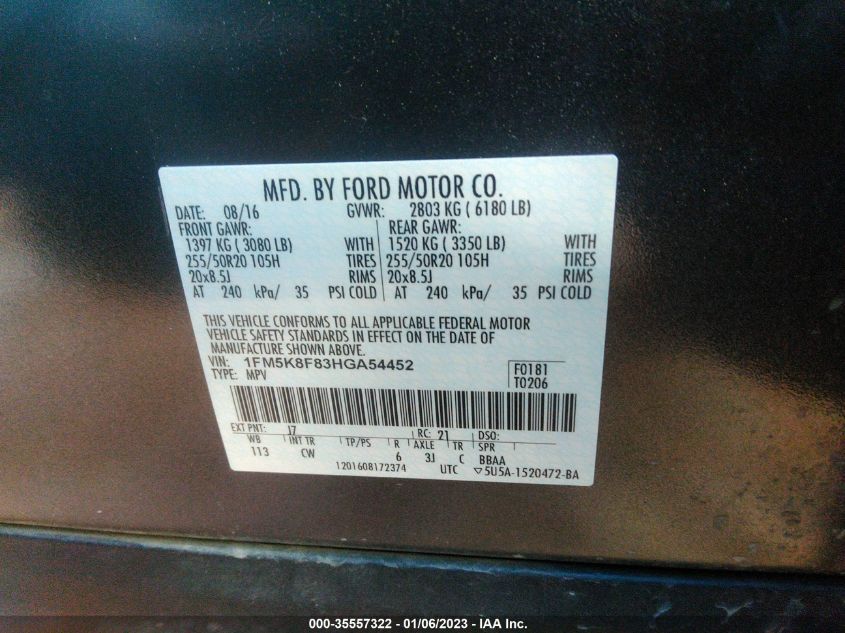 MFD. BY FORD MOTOR CO.
DATE: 08/16 GVWR: 2803 KG ( 6180 LB)
FRONT GAWR: REAR GAWR:
1397 KG ( 3080 LB) WITH 1520 KG ( 3350 LB) WITH
255/50R20 105H TIRES 255/50R20 105H TIRES
20x8.5J RIMS 20x8.5J RIMS
AT 240 kPa/ 35 PSI COLD AT 240 kPa/ 35 PSI COLD
THIS VEHICLE CONFORMS TO ALL APPLICABLE FEDERAL MOTOR
VEHICLE SAFETY STANDARDS IN EFFECT ON THE DATE OF
MANUFACTURE SHOWN ABOVE.
VIN: 1FM5K8F83HGA54452 F0181
TYPE: MPV T0206
EXT PNT: J7 RC: 21 DSO:
WB INT TR TP/PS R AXLE TR SPR
113 CW 6 3J C BBAA
1201608172374 UTC ▽5U5A-1520472-BA
000-35557322 - 01/06/2023 - IAA Inc.